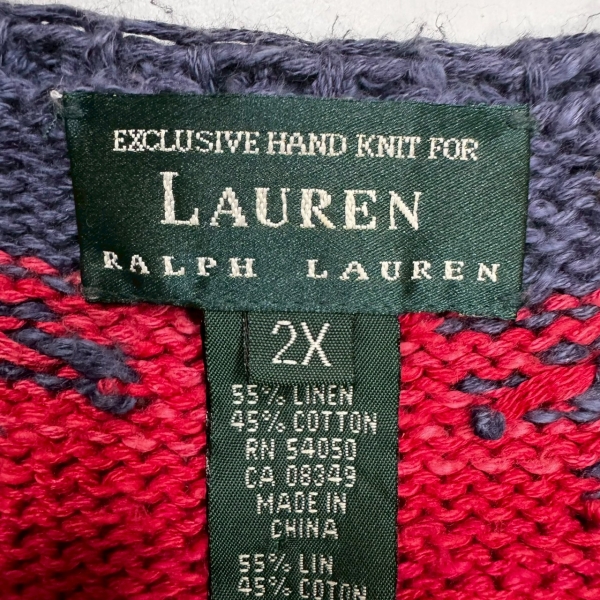 EXCLUSIVE HAND KNIT FOR
LAUREN
RALPH LAUREN
2X
55% LINEN
45% COTTON
RN 54050
CA 08349
MADE IN
CHINA
55% LIN
45% COTON